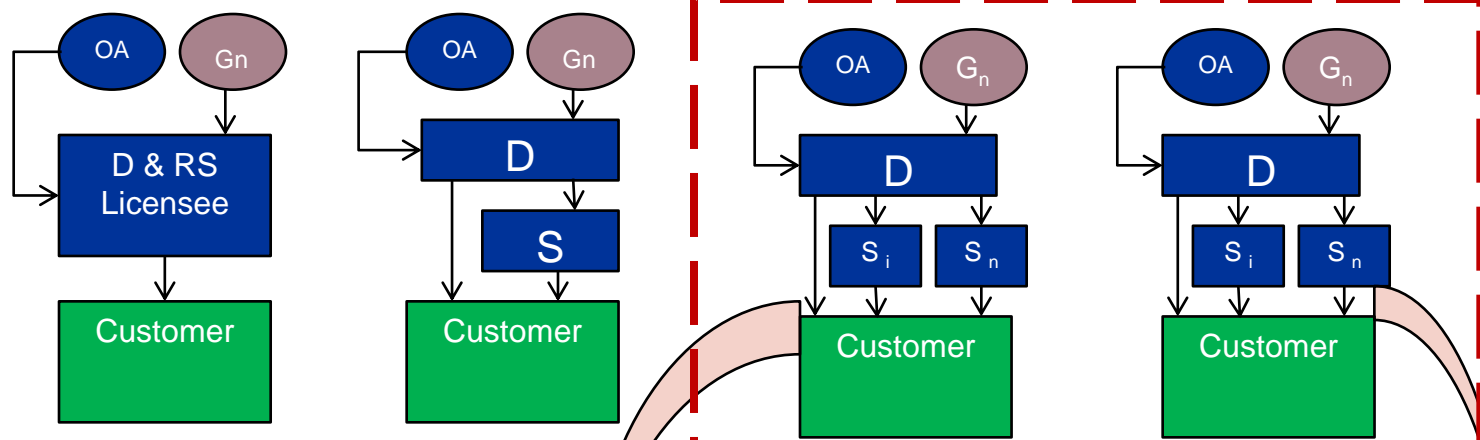 OA
Gn
D & RS
Licensee
Customer
OA
Gn
D
S
Customer
OA
Gn
D
S i
S n
Customer
OA
Gn
D
S i
S n
Customer